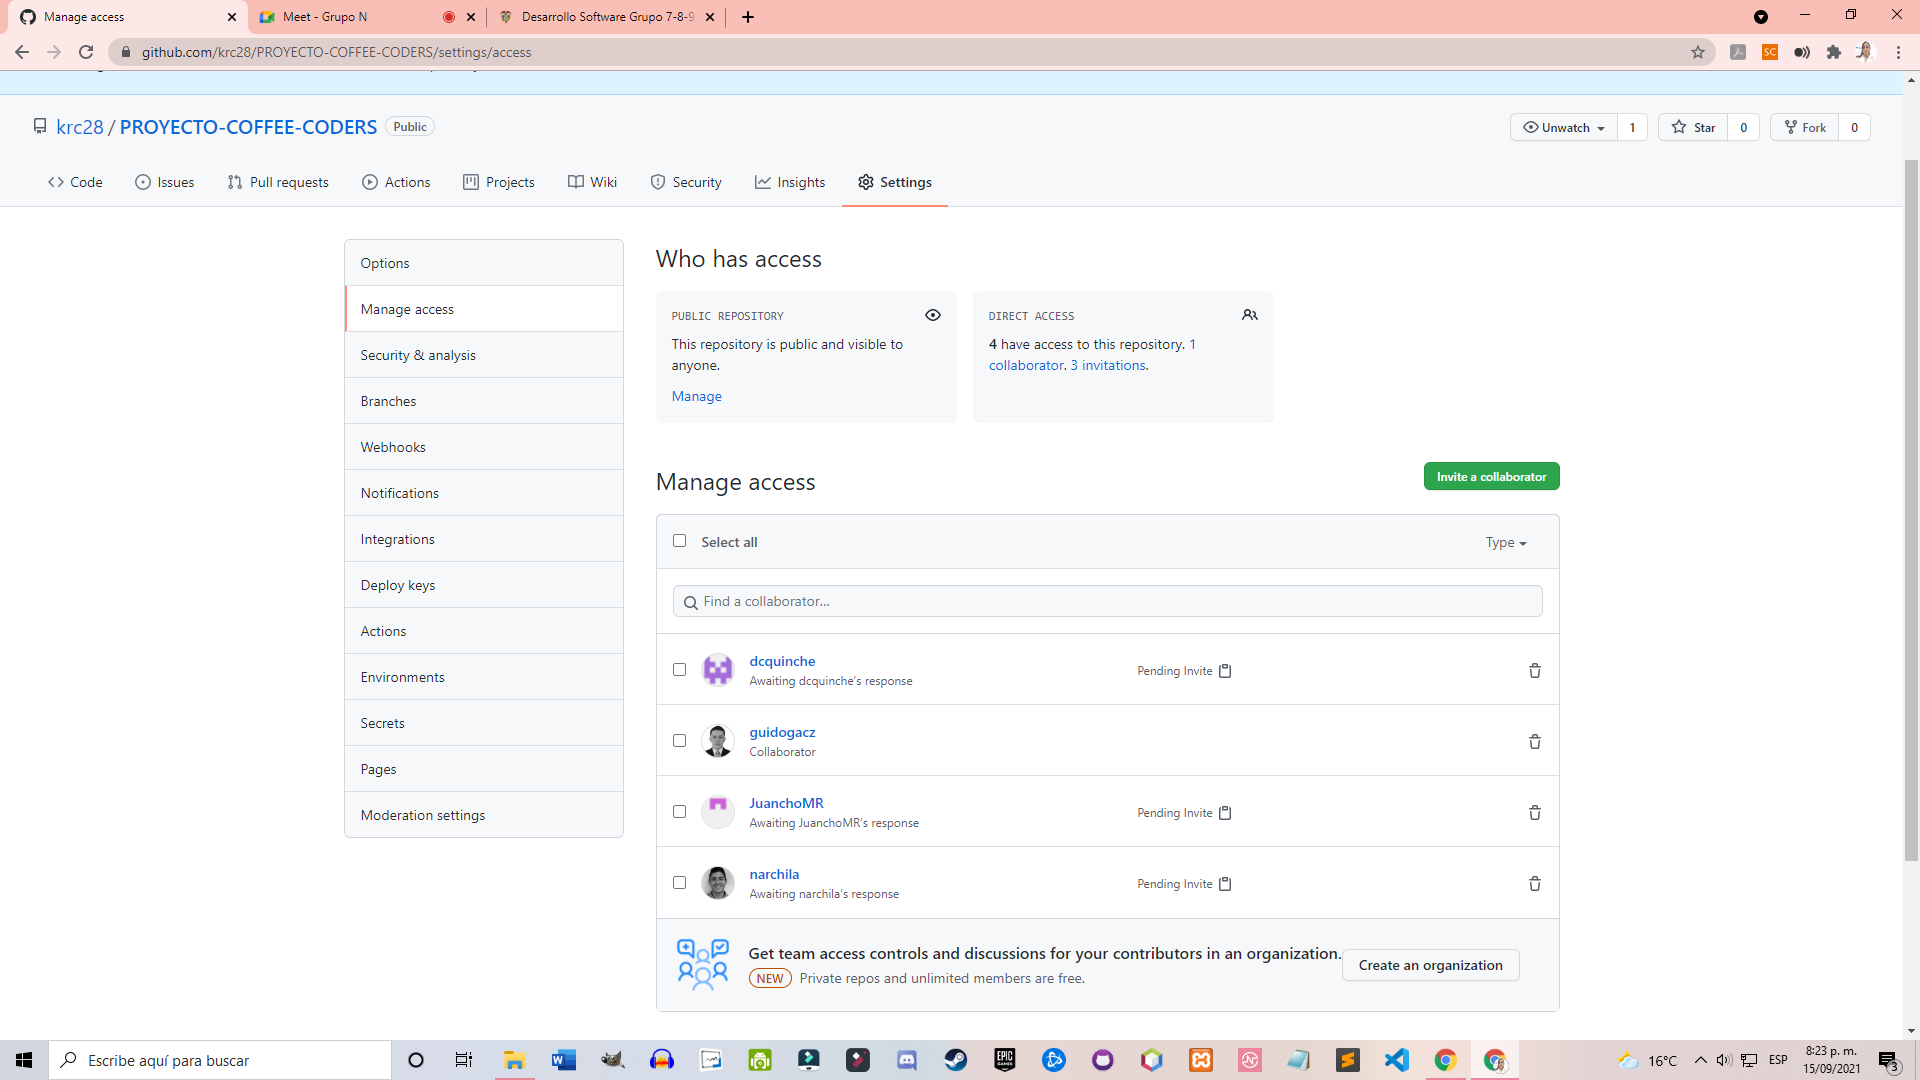 Manage access
Meet - Grupo N
Desarrollo Software Grupo 7-8-9
github.com/krc28/PROYECTO-COFFEE-CODERS/settings/access
SC
krc28 / PROYECTO-COFFEE-CODERS Public
Unwatch 1
Star 0
Fork 0
Code
Issues
Pull requests
Actions
Projects
Wiki
Security
Insights
Settings
Options
Manage access
Security & analysis
Branches
Webhooks
Notifications
Integrations
Deploy keys
Actions
Environments
Secrets
Pages
Moderation settings
Who has access
PUBLIC REPOSITORY
This repository is public and visible to
anyone.
Manage
DIRECT ACCESS
4 have access to this repository. 1
collaborator. 3 invitations.
Manage access
Invite a collaborator
Select all
Type
Find a collaborator...
dcquinche
Awaiting dcquinche's response
Pending Invite
guidogacz
Collaborator
JuanchoMR
Awaiting JuanchoMR's response
Pending Invite
narchila
Awaiting narchila's response
Pending Invite
Get team access controls and discussions for your contributors in an organization.
NEW Private repos and unlimited members are free.
Create an organization
Escribe aquí para buscar
EPIC GAMES
16°C
ESP
8:23 p. m.
15/09/2021
3